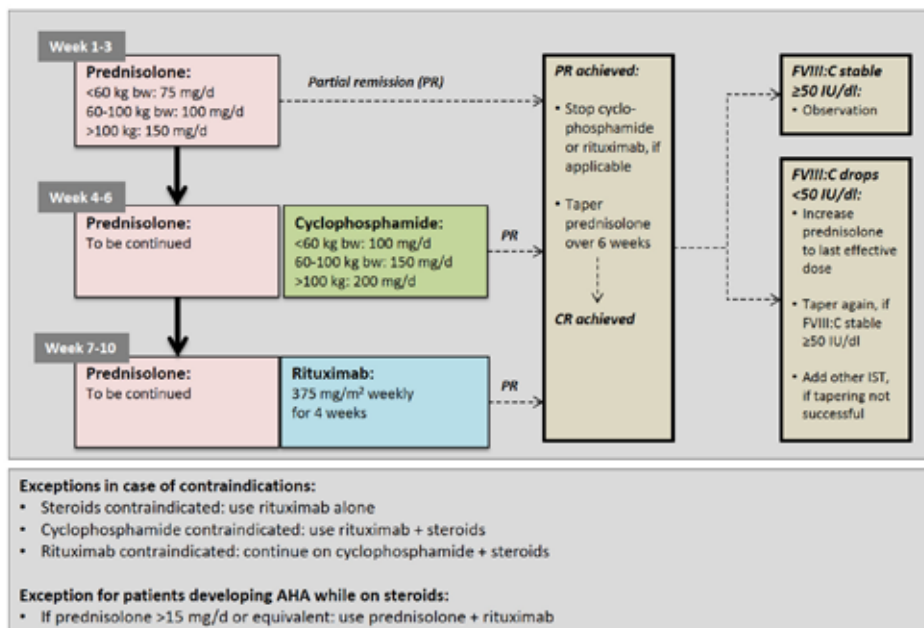 Week 1-3
Prednisolone:
<60 kg bw: 75 mg/d
60-100 kg bw: 100 mg/d
>100 kg: 150 mg/d
Partial remission (PR)
Week 4-6
Prednisolone:
To be continued
Cyclophosphamide:
<60 kg bw: 100 mg/d
60-100 kg bw: 150 mg/d
>100 kg: 200 mg/d
PR
Week 7-10
Prednisolone:
To be continued
Rituximab:
375 mg/m² weekly
for 4 weeks
PR
PR achieved:
• Stop cyclo-
phosphamide
or rituximab, if
applicable
• Taper
prednisolone
over 6 weeks
CR achieved
FVIII:C stable
≥50 IU/dl:
• Observation
FVIII:C drops
<50 IU/dl:
• Increase
prednisolone
to last effective
dose
• Taper again, if
FVIII:C stable
≥50 IU/dl
• Add other IST,
if tapering not
successful
Exceptions in case of contraindications:
• Steroids contraindicated: use rituximab alone
• Cyclophosphamide contraindicated: use rituximab + steroids
• Rituximab contraindicated: continue on cyclophosphamide + steroids
Exception for patients developing AHA while on steroids:
• If prednisolone >15 mg/d or equivalent: use prednisolone + rituximab